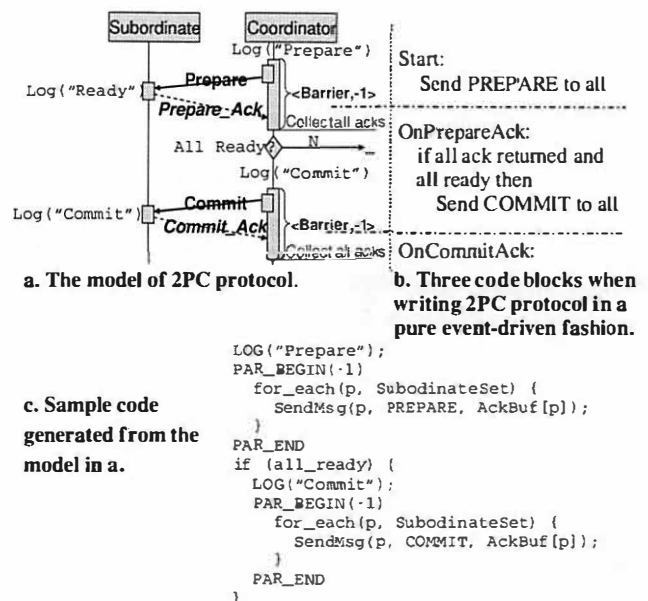 Subordinate
Coordinator
Log("Prepare")
Log("Ready")
Prepare
Prepare_Ack
<Barrier,-1>
Collect all acks
All Ready?
N
Log("Commit")
Log("Commit")
Commit
Commit_Ack
<Barrier,-1>
Collect all acks
a. The model of 2PC protocol.
Start:
Send PREPARE to all
OnPrepareAck:
if all ack returned and
all ready then
Send COMMIT to all
OnCommitAck:
b. Three code blocks when
writing 2PC protocol in a
pure event-driven fashion.
c. Sample code
generated from the
model in a.
LOG("Prepare");
PAR_BEGIN(-1)
for_each(p, SubodinateSet) {
SendMsg(p, PREPARE, AckBuf[p]);
}
PAR_END
if (all_ready) {
LOG("Commit");
PAR_BEGIN(-1)
for_each(p, SubodinateSet) {
SendMsg(p, COMMIT, AckBuf[p]);
}
PAR_END
}